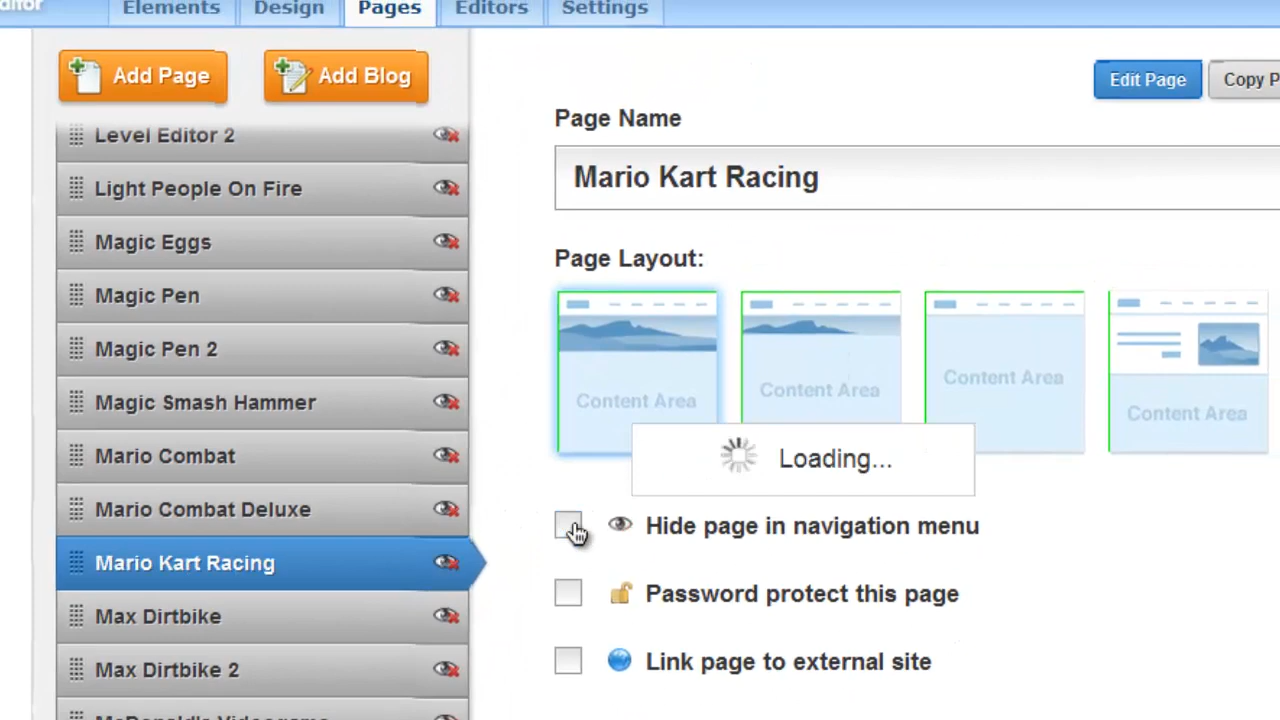 Elements
Design
Pages
Editors
Settings
Add Page
Add Blog
Level Editor 2
Light People On Fire
Magic Eggs
Magic Pen
Magic Pen 2
Magic Smash Hammer
Mario Combat
Mario Combat Deluxe
Mario Kart Racing
Max Dirtbike
Max Dirtbike 2
McDonald's Videogame
Edit Page
Copy P
Page Name
Mario Kart Racing
Page Layout:
Content Area
Content Area
Content Area
Content Area
Loading...
Hide page in navigation menu
Password protect this page
Link page to external site